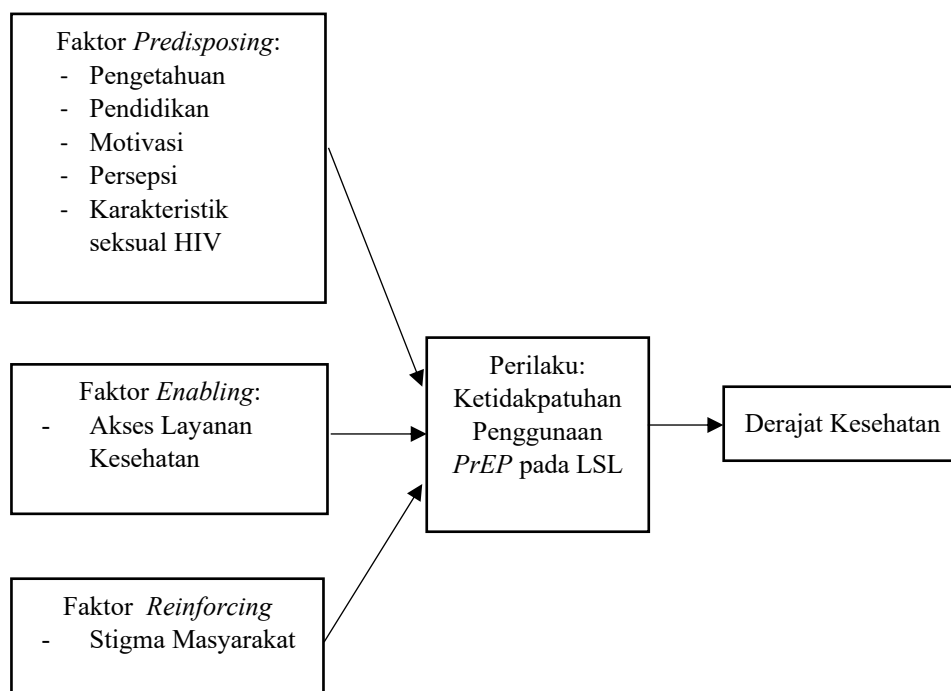 Faktor Predisposing:
- Pengetahuan
- Pendidikan
- Motivasi
- Persepsi
- Karakteristik
seksual HIV
Faktor Enabling:
- Akses Layanan
Kesehatan
Faktor Reinforcing
- Stigma Masyarakat
Perilaku:
Ketidakpatuhan
Penggunaan
PrEP pada LSL
Derajat Kesehatan